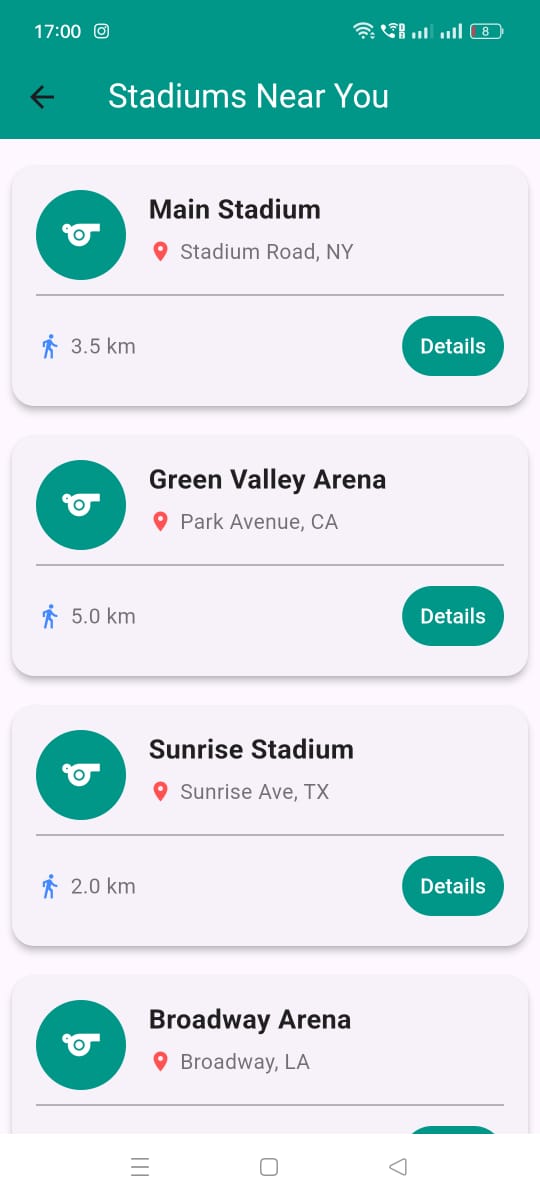 17:00
8
Stadiums Near You
Main Stadium
Stadium Road, NY
3.5 km
Details
Green Valley Arena
Park Avenue, CA
5.0 km
Details
Sunrise Stadium
Sunrise Ave, TX
2.0 km
Details
Broadway Arena
Broadway, LA